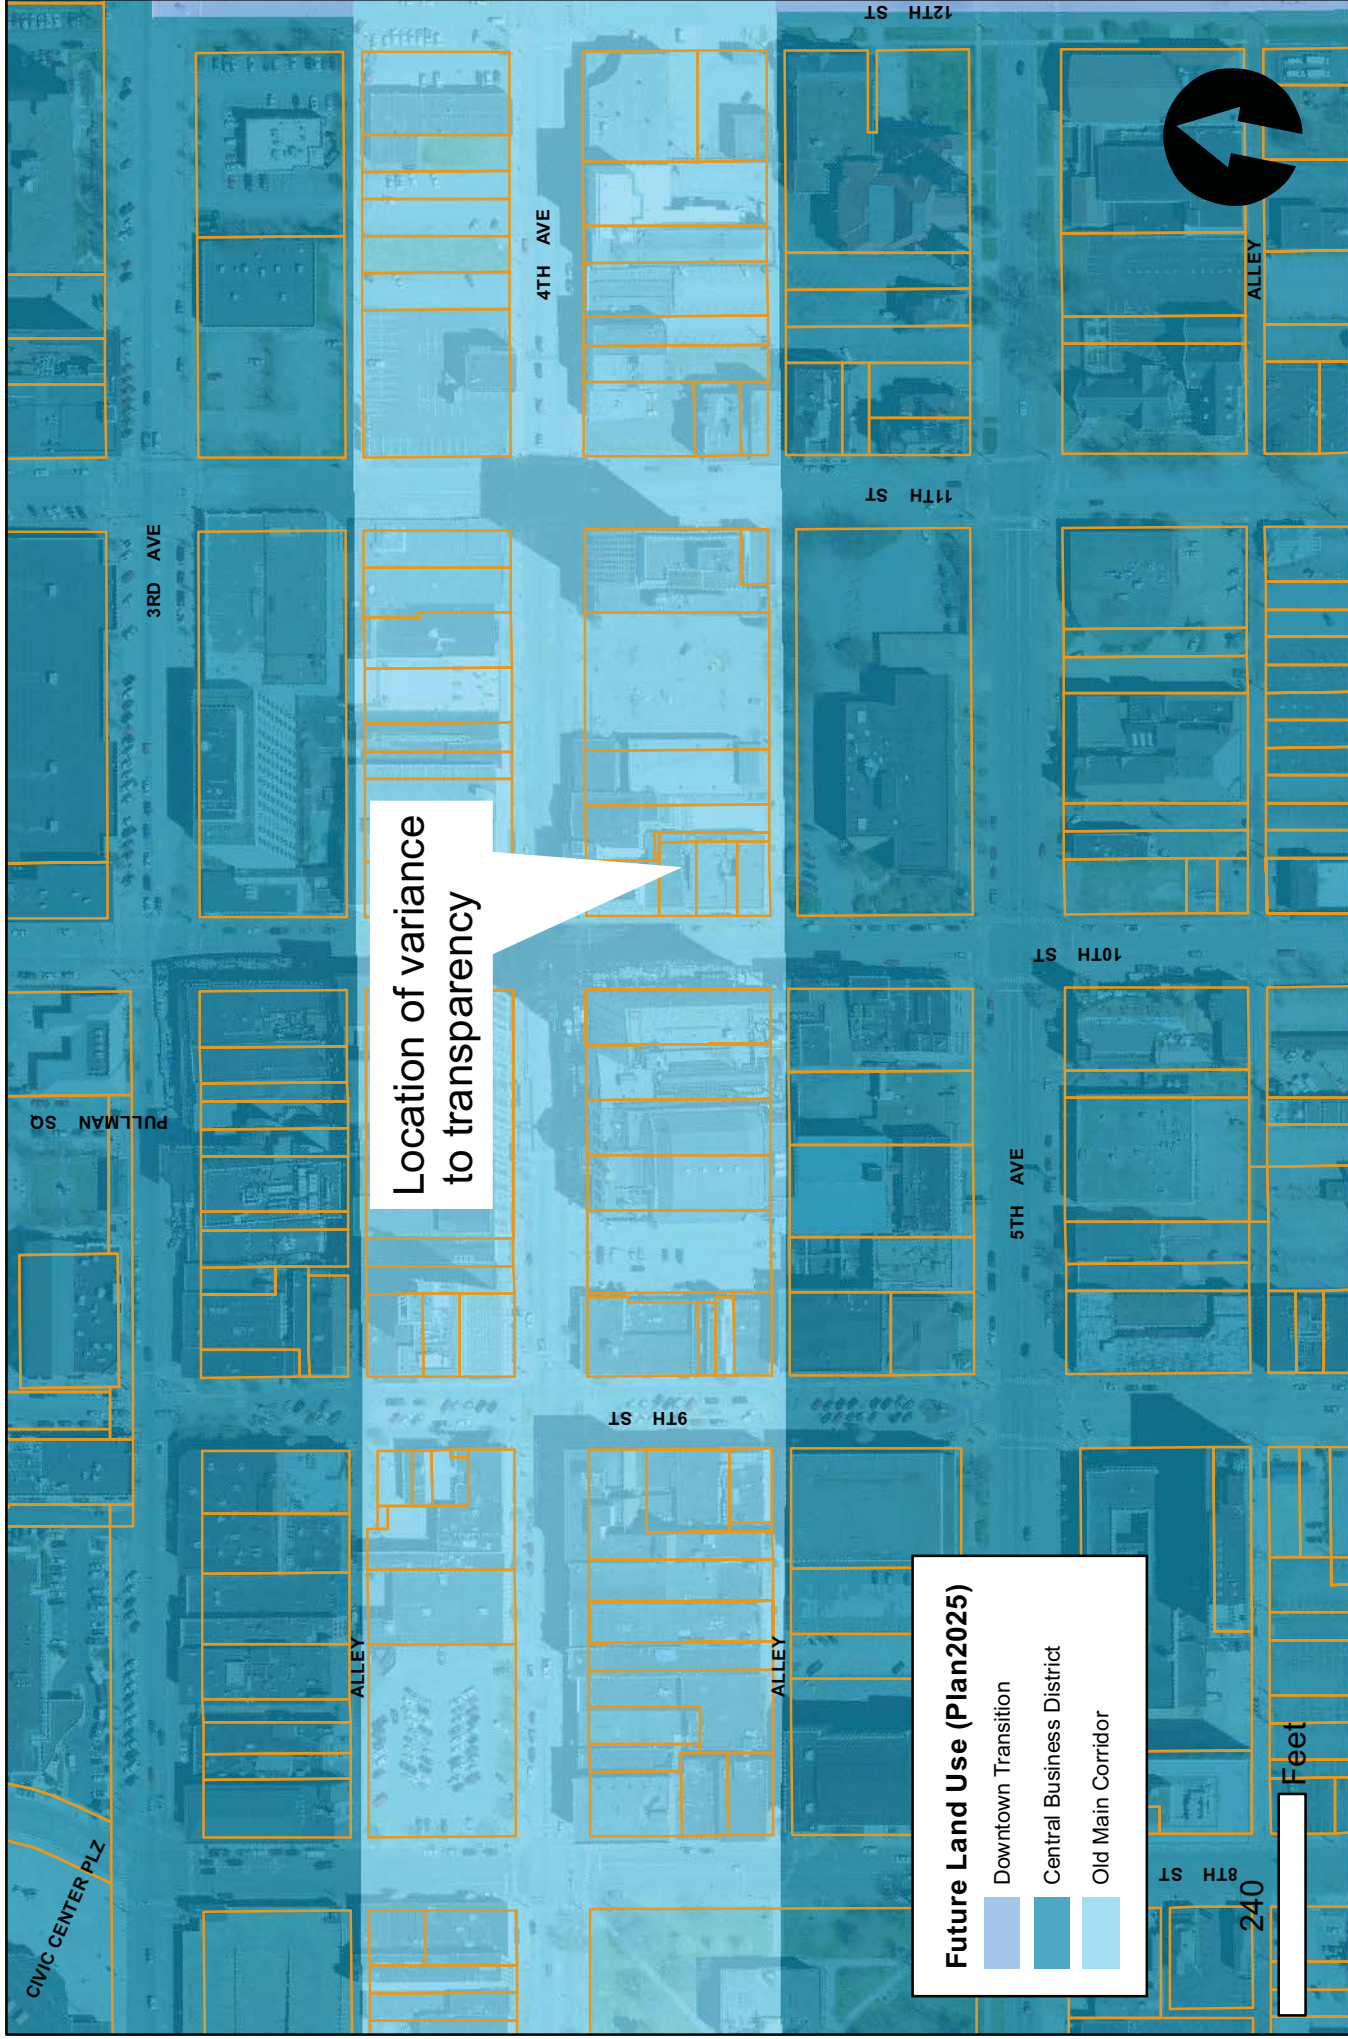 CIVIC CENTER PLZ
PULLMAN SQ
3RD AVE
ALLEY
4TH AVE
Location of variance
to transparency
9TH ST
10TH ST
11TH ST
12TH ST
ALLEY
5TH AVE
ALLEY
8TH ST
Future Land Use (Plan2025)
Downtown Transition
Central Business District
Old Main Corridor
240
Feet